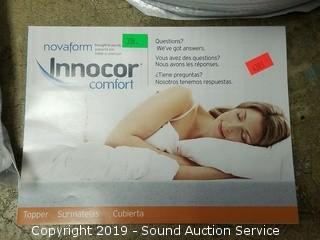 novaform
Innocor
comfort
Questions?
We've got answers.
Vous avez des questions?
Nous avons les réponses.
¿Tiene preguntas?
Nosotros tenemos respuestas.
Topper Surmatelas Cubierta
Copyright 2019 - Sound Auction Service